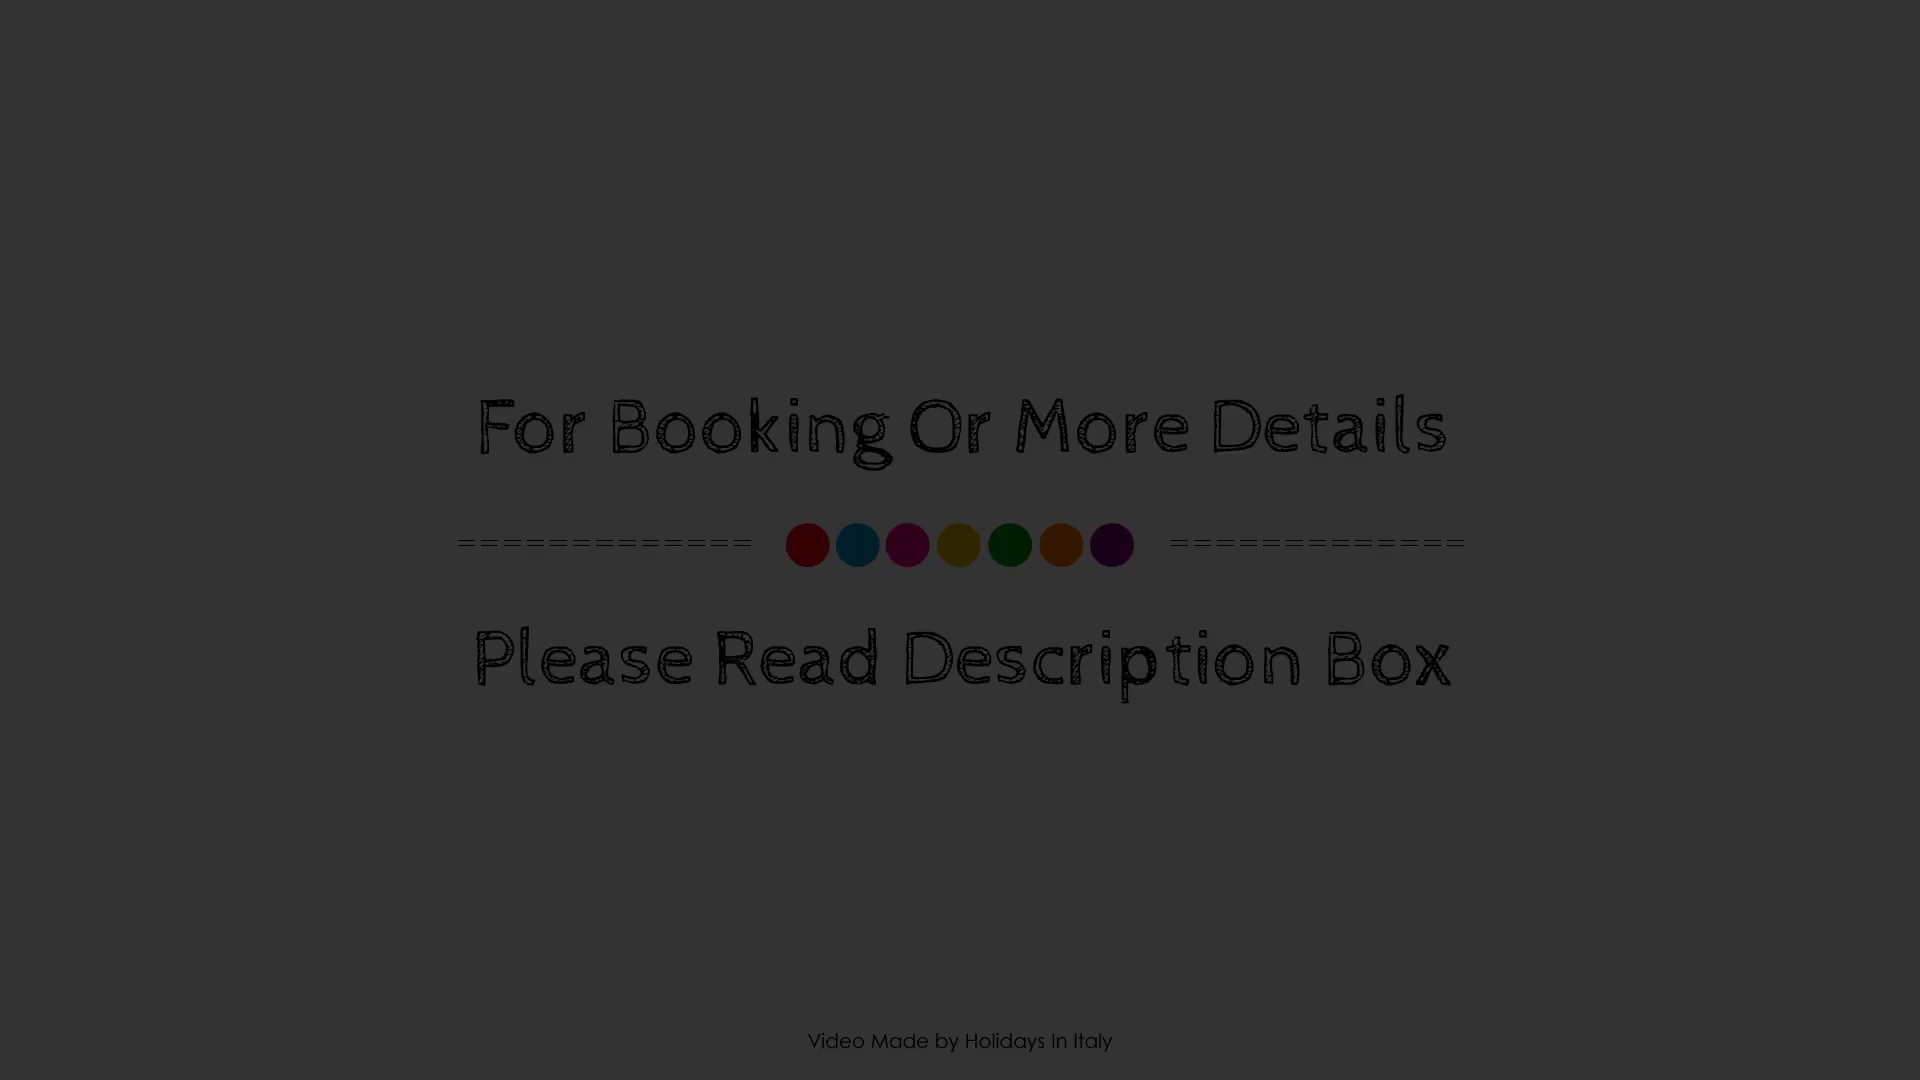 For Booking Or More Details
============= =============
Please Read Description Box
Video Made by Holidays In Italy